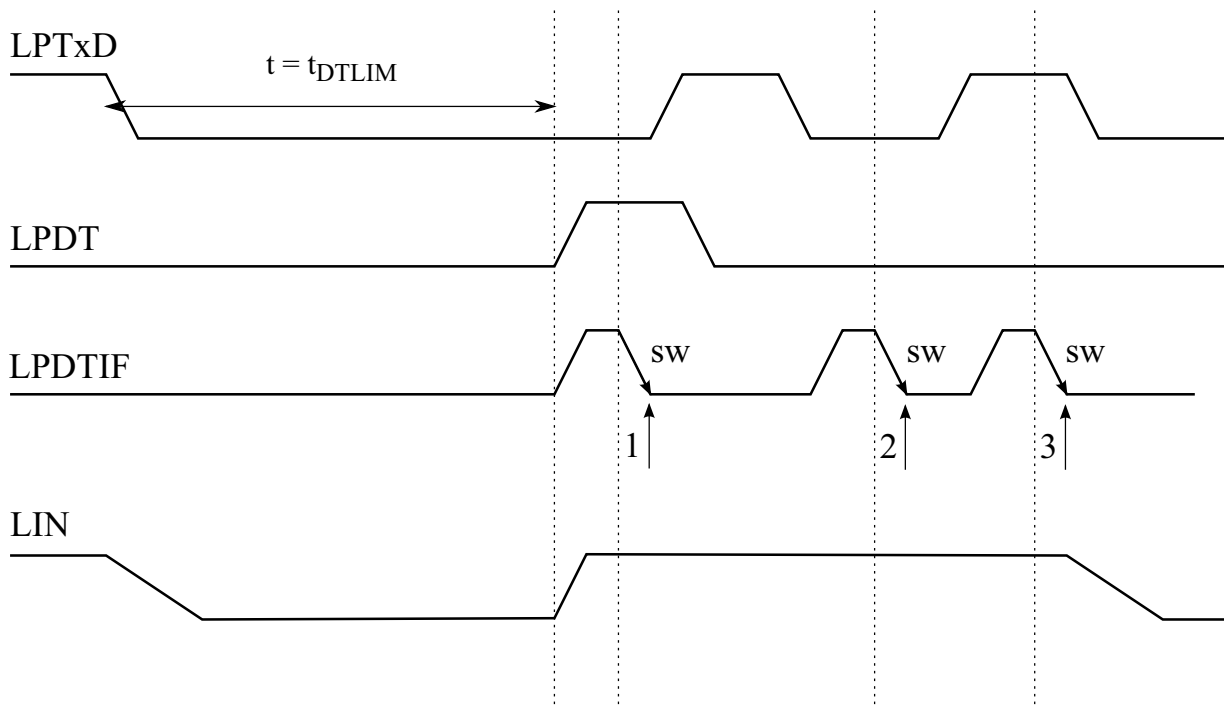 LPTxD
t = tDTLIM
LPDT
LPDTIF
sw
sw
sw
1
2
3
LIN